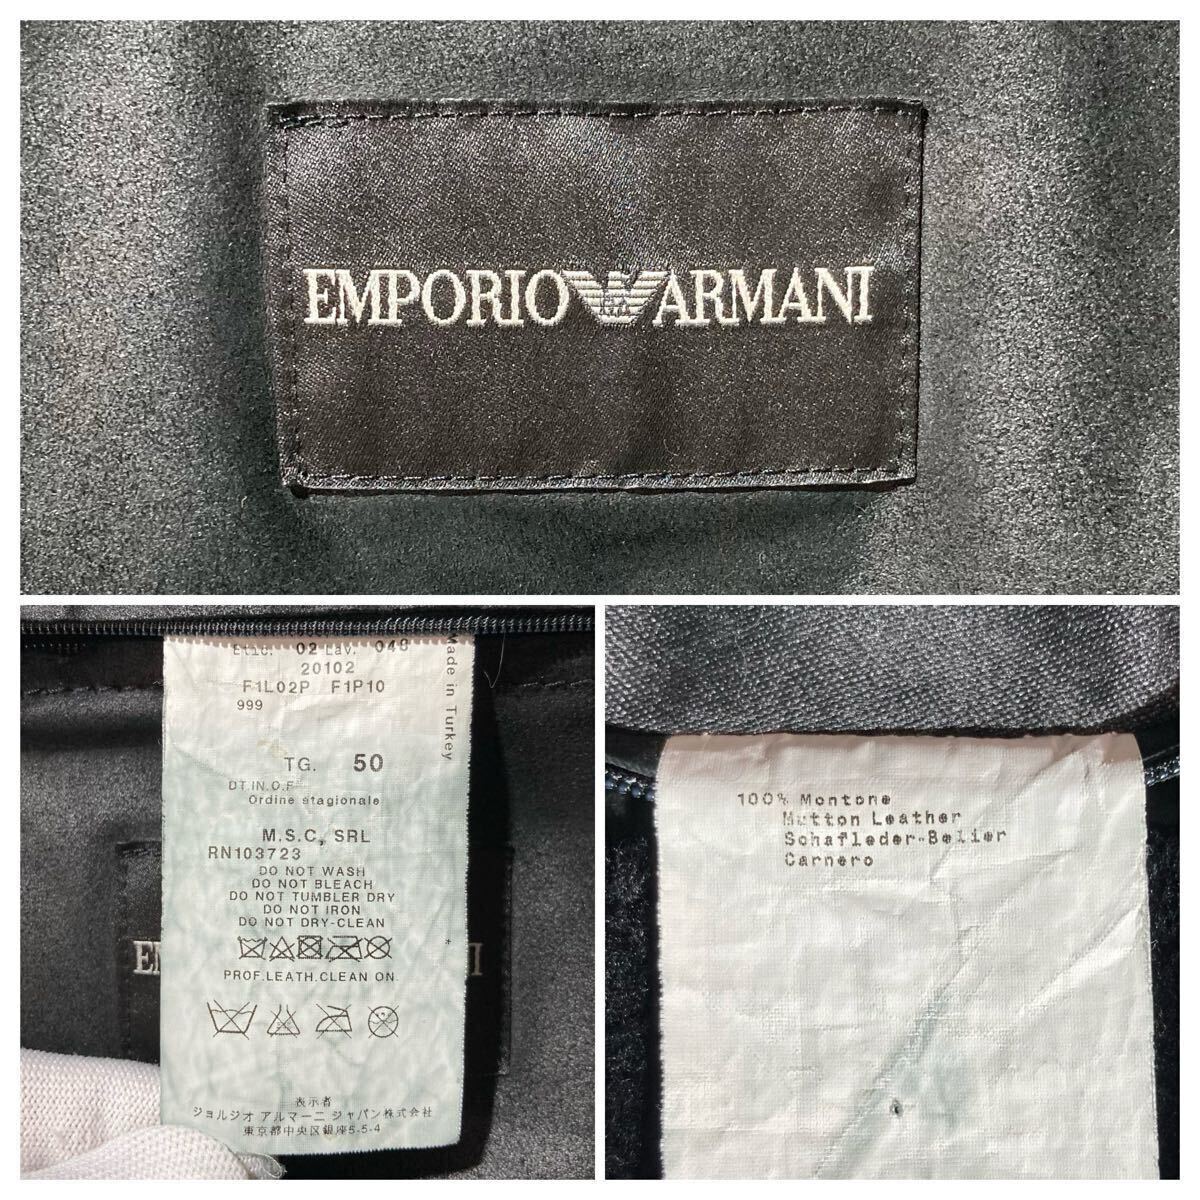 EMPORIO ARMANI
Etic. 02 Lav. 048
20102
F1L02P F1P10
999
Made in Turkey
TG. 50
DT.IN.O.F
Ordine stagionale
M.S.C, SRL
RN103723
DO NOT WASH
DO NOT BLEACH
DO NOT TUMBLER DRY
DO NOT IRON
DO NOT DRY-CLEAN
PROF.LEATH.CLEAN ON
表示者
ジョルジオ アルマーニ ジャパン株式会社
東京都中央区銀座5-5-4
EM
NI
100% Montone
Mutton Leather
Schafleder-Belier
Carnero